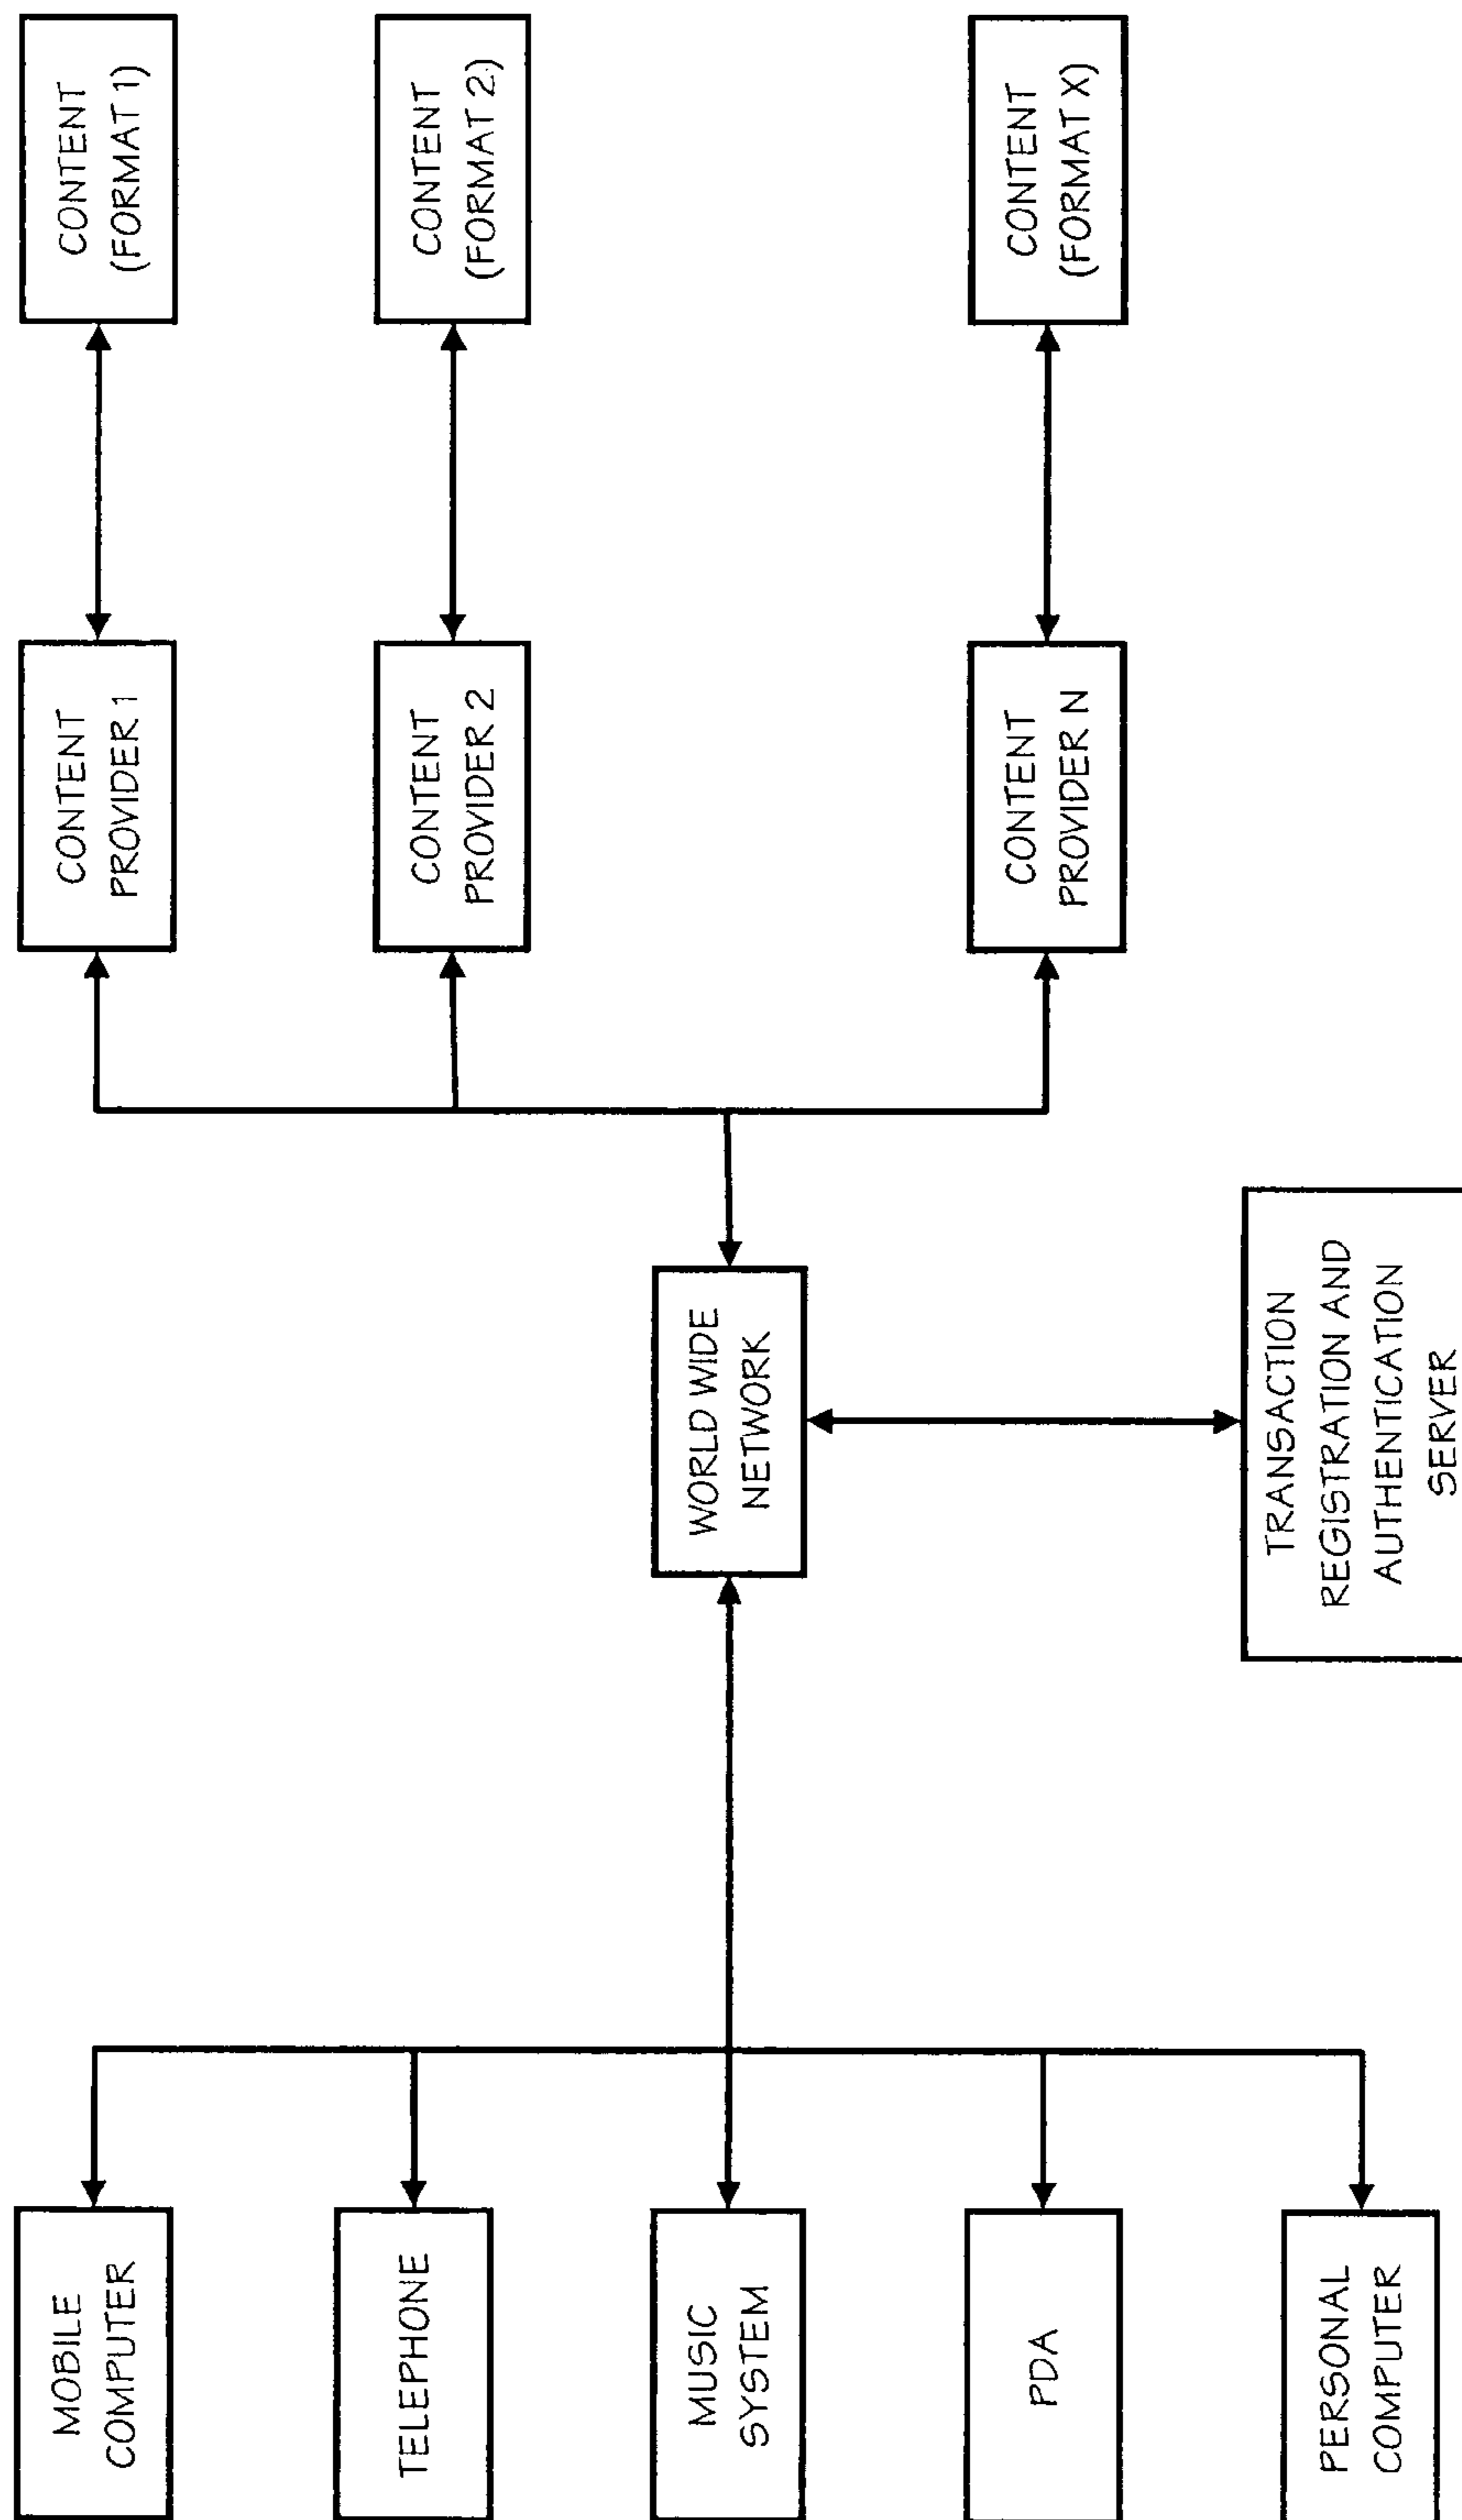 MOBILE
COMPUTER
TELEPHONE
MUSIC
SYSTEM
PDA
PERSONAL
COMPUTER
WORLD WIDE
NETWORK
TRANSACTION
REGISTRATION AND
AUTHENTICATION
SERVER
CONTENT
PROVIDER 1
CONTENT
PROVIDER 2
CONTENT
PROVIDER N
CONTENT
(FORMAT 1)
CONTENT
(FORMAT 2)
CONTENT
(FORMAT X)